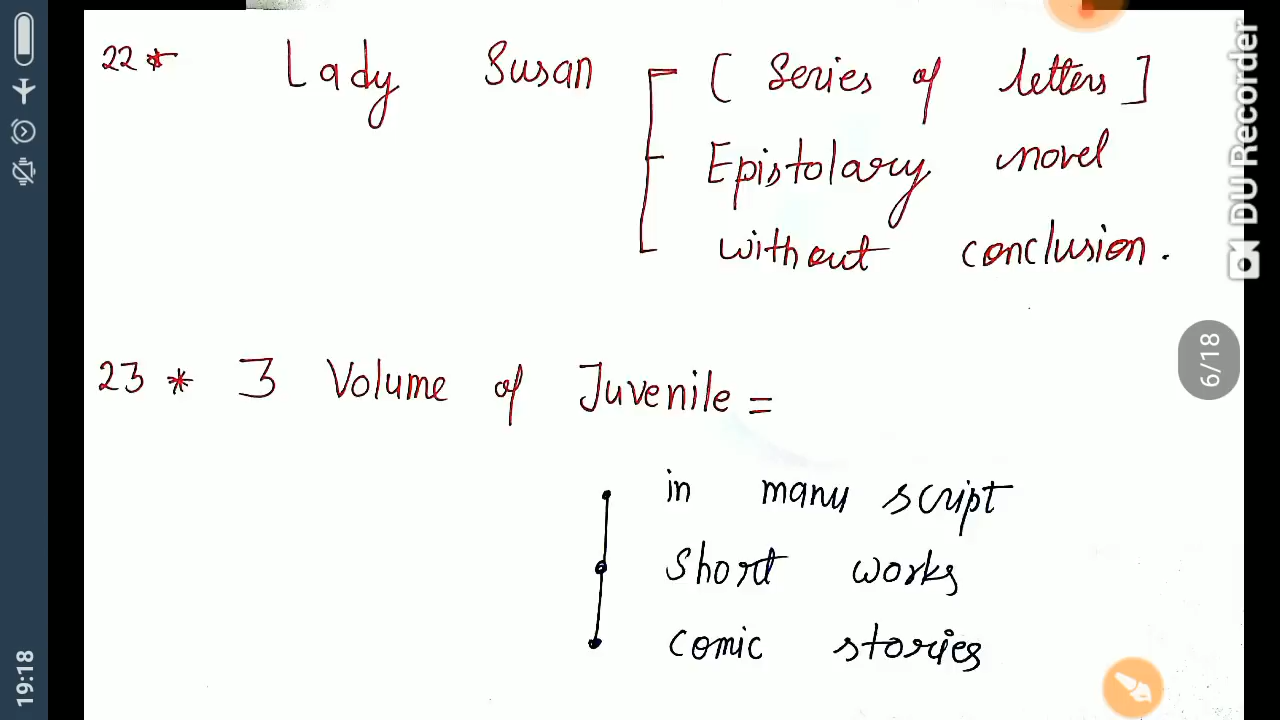 22* Lady Susan [ Series of letters ]
Epistolary novel
without conclusion.
23 * 3 Volume of Juvenile =
in many script
Short works
comic stories
19:18
6/18
DU Recorder